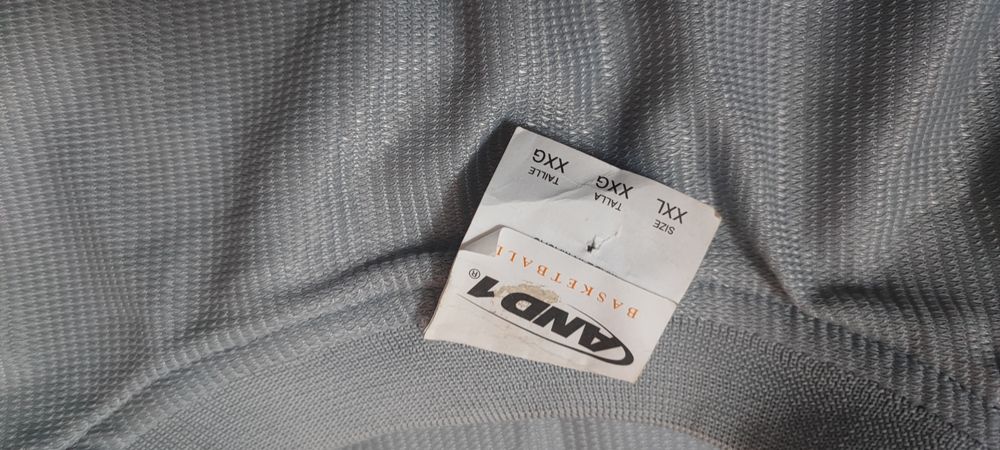 AND1®
BASKETBALL
SIZE TALLA TAILLE
XXL XXG XXG